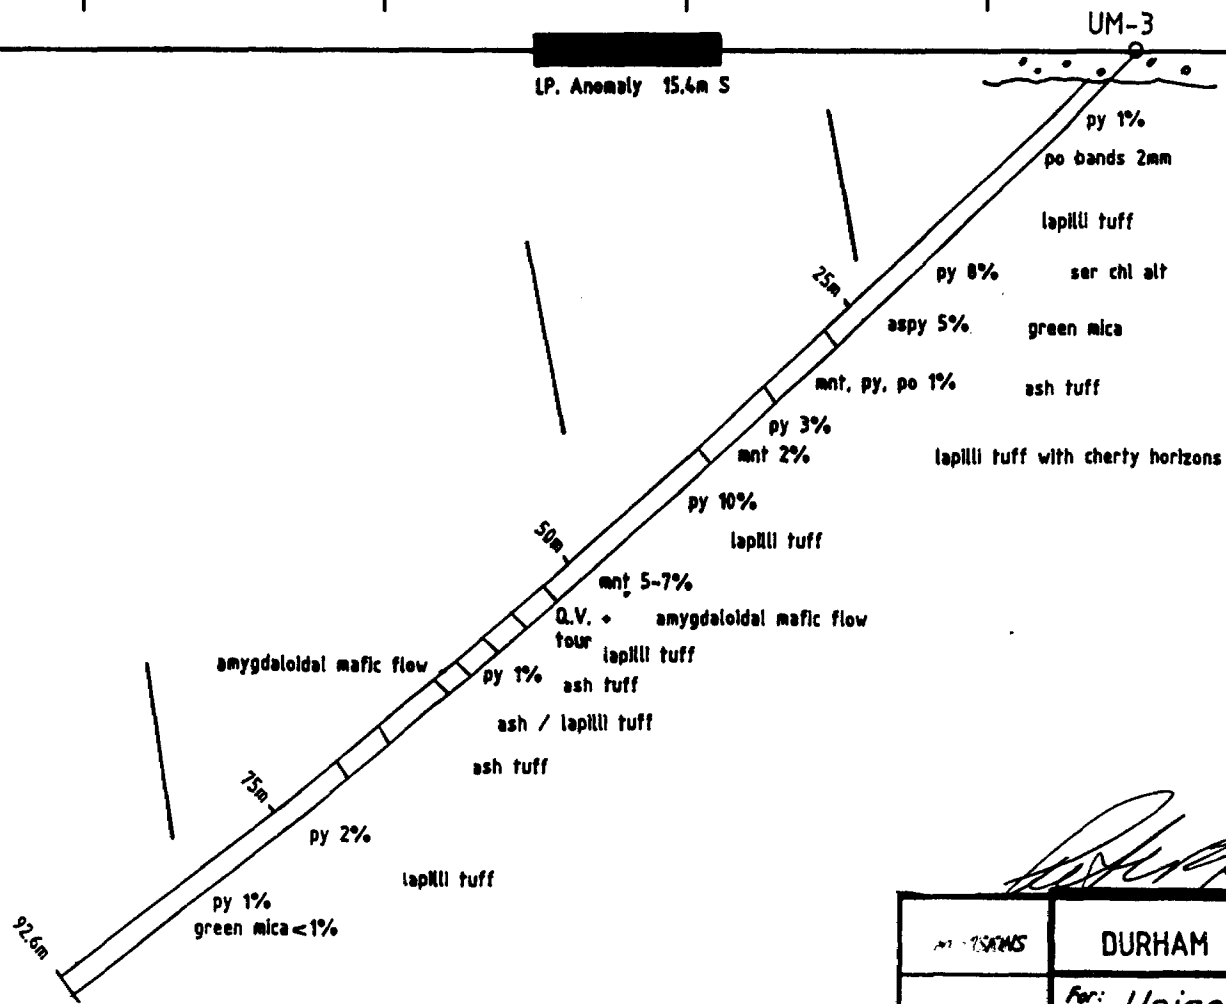 UM-3
I.P. Anomaly 15.4m S
py 1%
po bands 2mm
lapilli tuff
25m
py 8% ser chl alt
aspy 5% green mica
mnt, py, po 1% ash tuff
py 3%
mnt 2% lapilli tuff with cherty horizons
py 10%
50m
lapilli tuff
mnt 5-7%
Q.V. + amygdaloidal mafic flow
tour
lapilli tuff
amygdaloidal mafic flow
py 1% ash tuff
ash / lapilli tuff
ash tuff
75m
py 2%
lapilli tuff
py 1%
green mica<1%
92.6m
DURHAM
For: